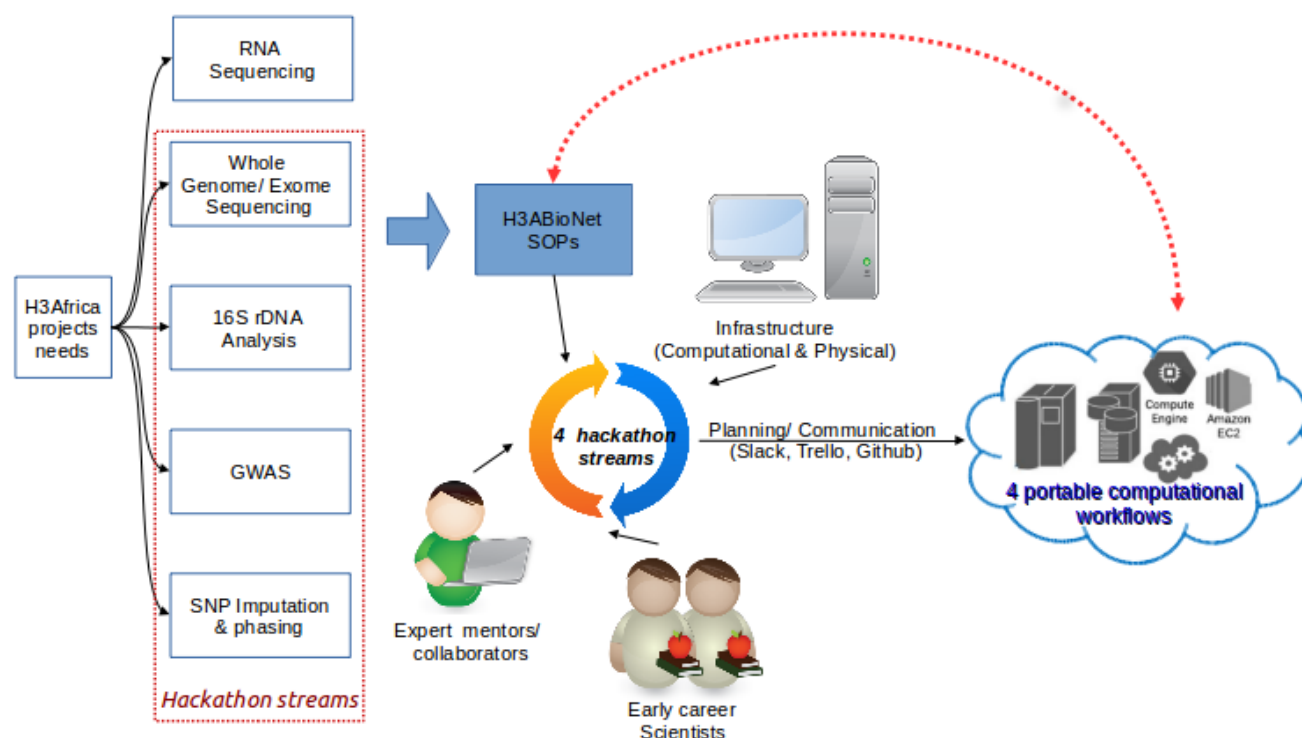 RNA
Sequencing
Whole
Genome/ Exome
Sequencing
H3Africa
projects
needs
16S rDNA
Analysis
GWAS
SNP Imputation
& phasing
Hackathon streams
H3ABioNet
SOPs
Infrastructure
(Computational & Physical)
4 hackathon
streams
Planning/ Communication
(Slack, Trello, Github)
Expert mentors/
collaborators
Early career
Scientists
Compute
Engine
Amazon
EC2
4 portable computational
workflows